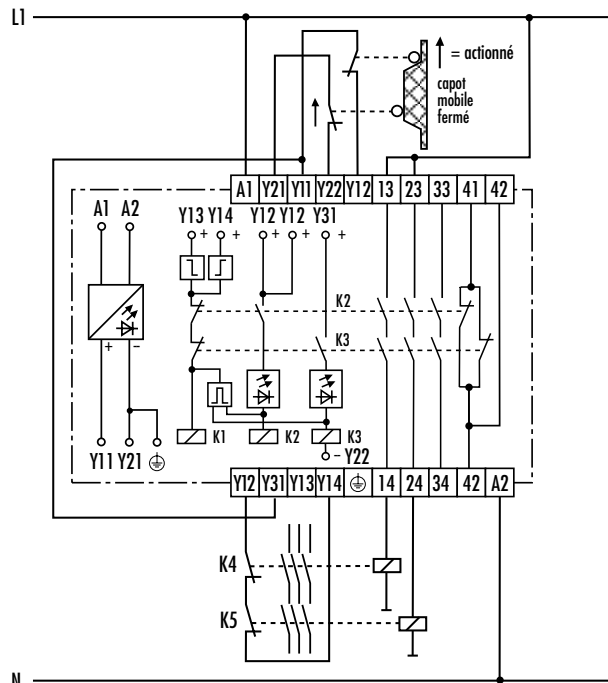 L1
= actionné
capot
mobile
fermé
A1 Y21 Y11 Y22 Y12 13 23 33 41 42
A1 A2 Y13 Y14 Y12 Y12 Y31
+ + + + +
K2
K3
+ −
K1 K2 K3
− Y22
Y11 Y21
Y12 Y31 Y13 Y14 14 24 34 42 A2
K4
K5
N